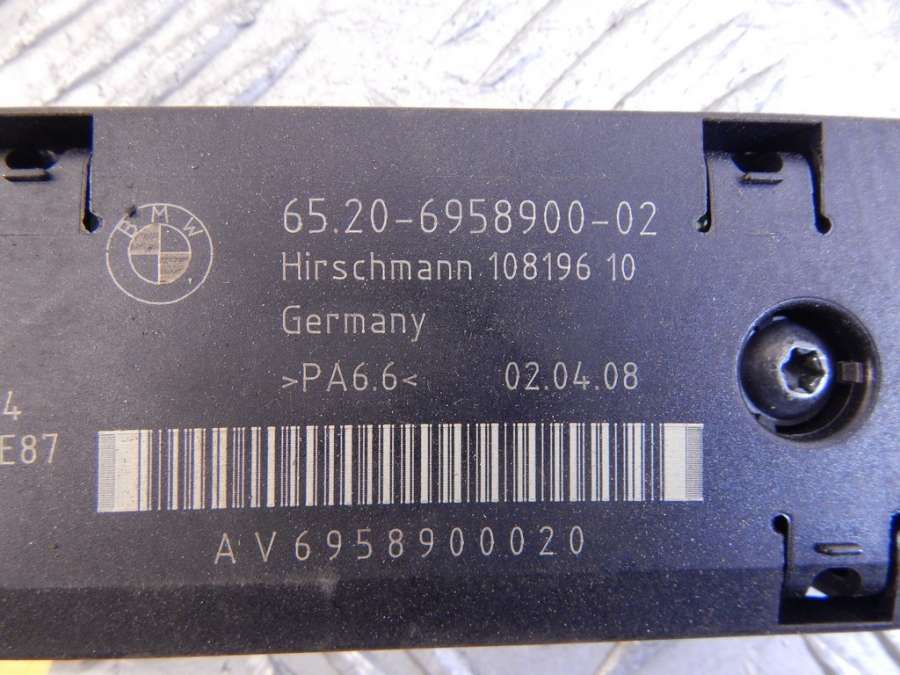 BMW
65.20-6958900-02
Hirschmann 108196 10
Germany
>PA6.6< 02.04.08
4
E87
AV6958900020